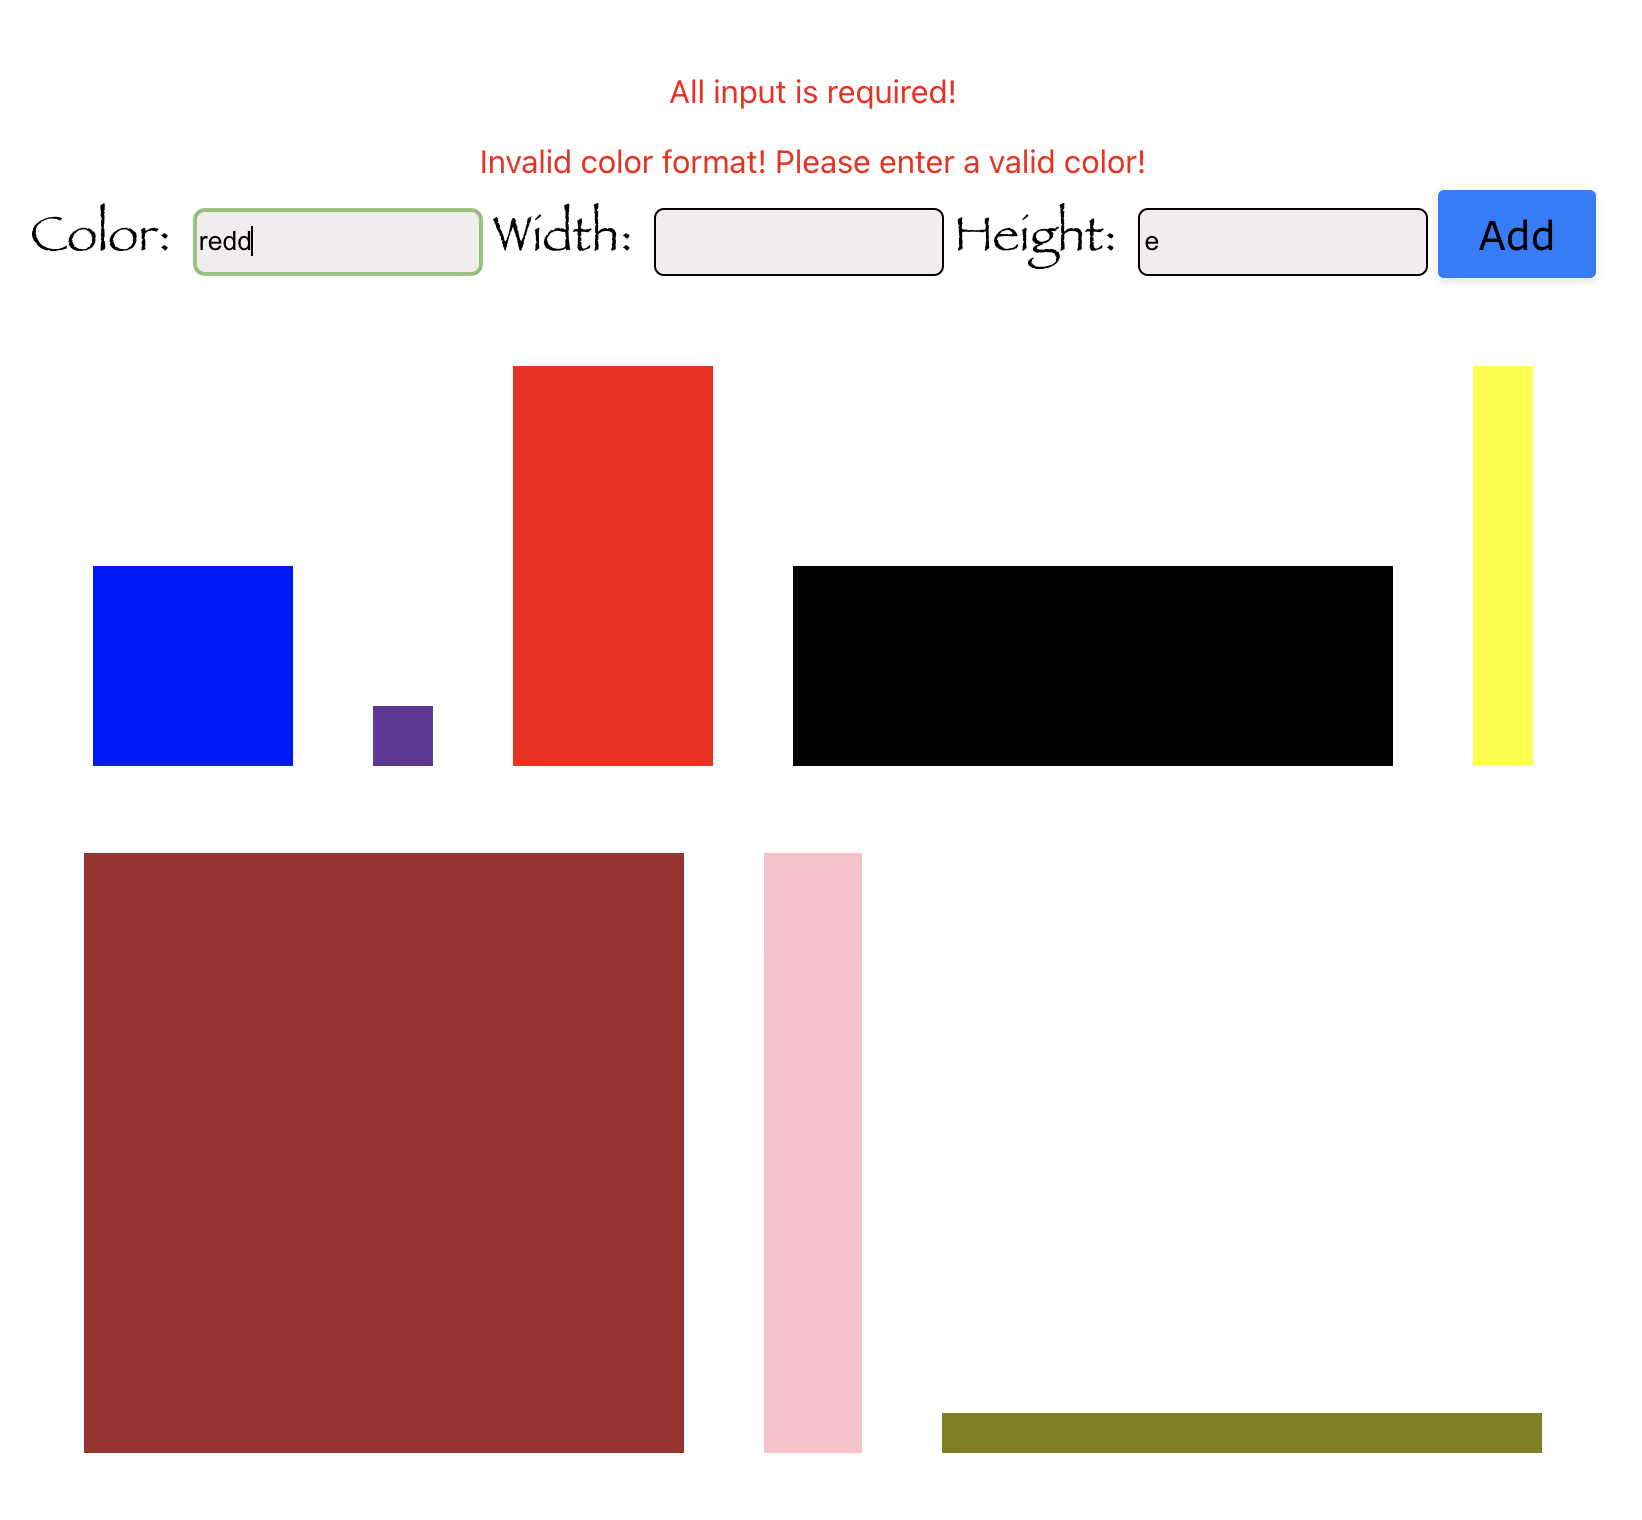 All input is required!
Invalid color format! Please enter a valid color!
Color: redd Width: Height: e Add